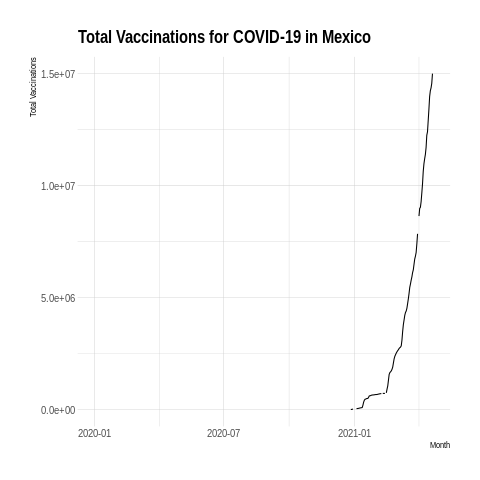 Total Vaccinations for COVID-19 in Mexico
Total Vaccinations
1.5e+07
1.0e+07
5.0e+06
0.0e+00
2020-01 2020-07 2021-01
Month